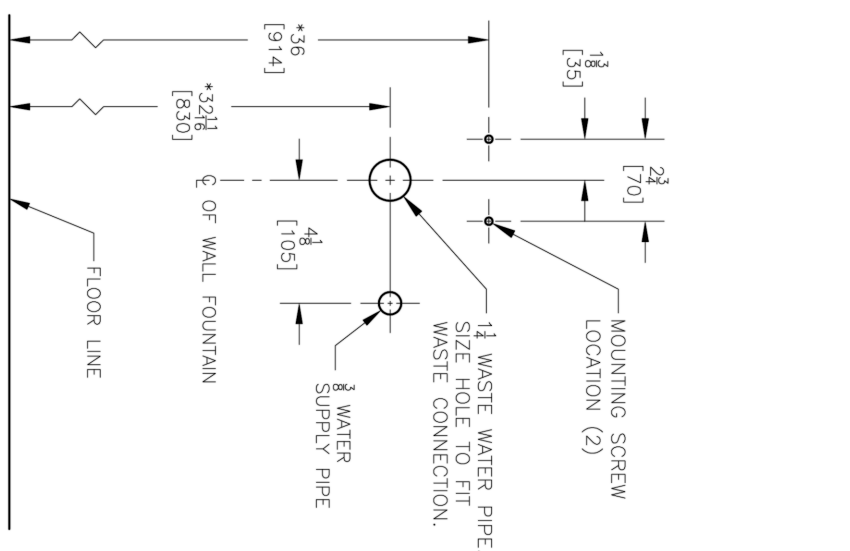 2 3/4
[70]
1 3/8
[35]
MOUNTING SCREW
LOCATION (2)
*36
[914]
1 1/4 WASTE WATER PIPE
SIZE HOLE TO FIT
WASTE CONNECTION.
*32 11/16
[830]
4 1/8
[105]
3/8 WATER
SUPPLY PIPE
℄ OF WALL FOUNTAIN
FLOOR LINE